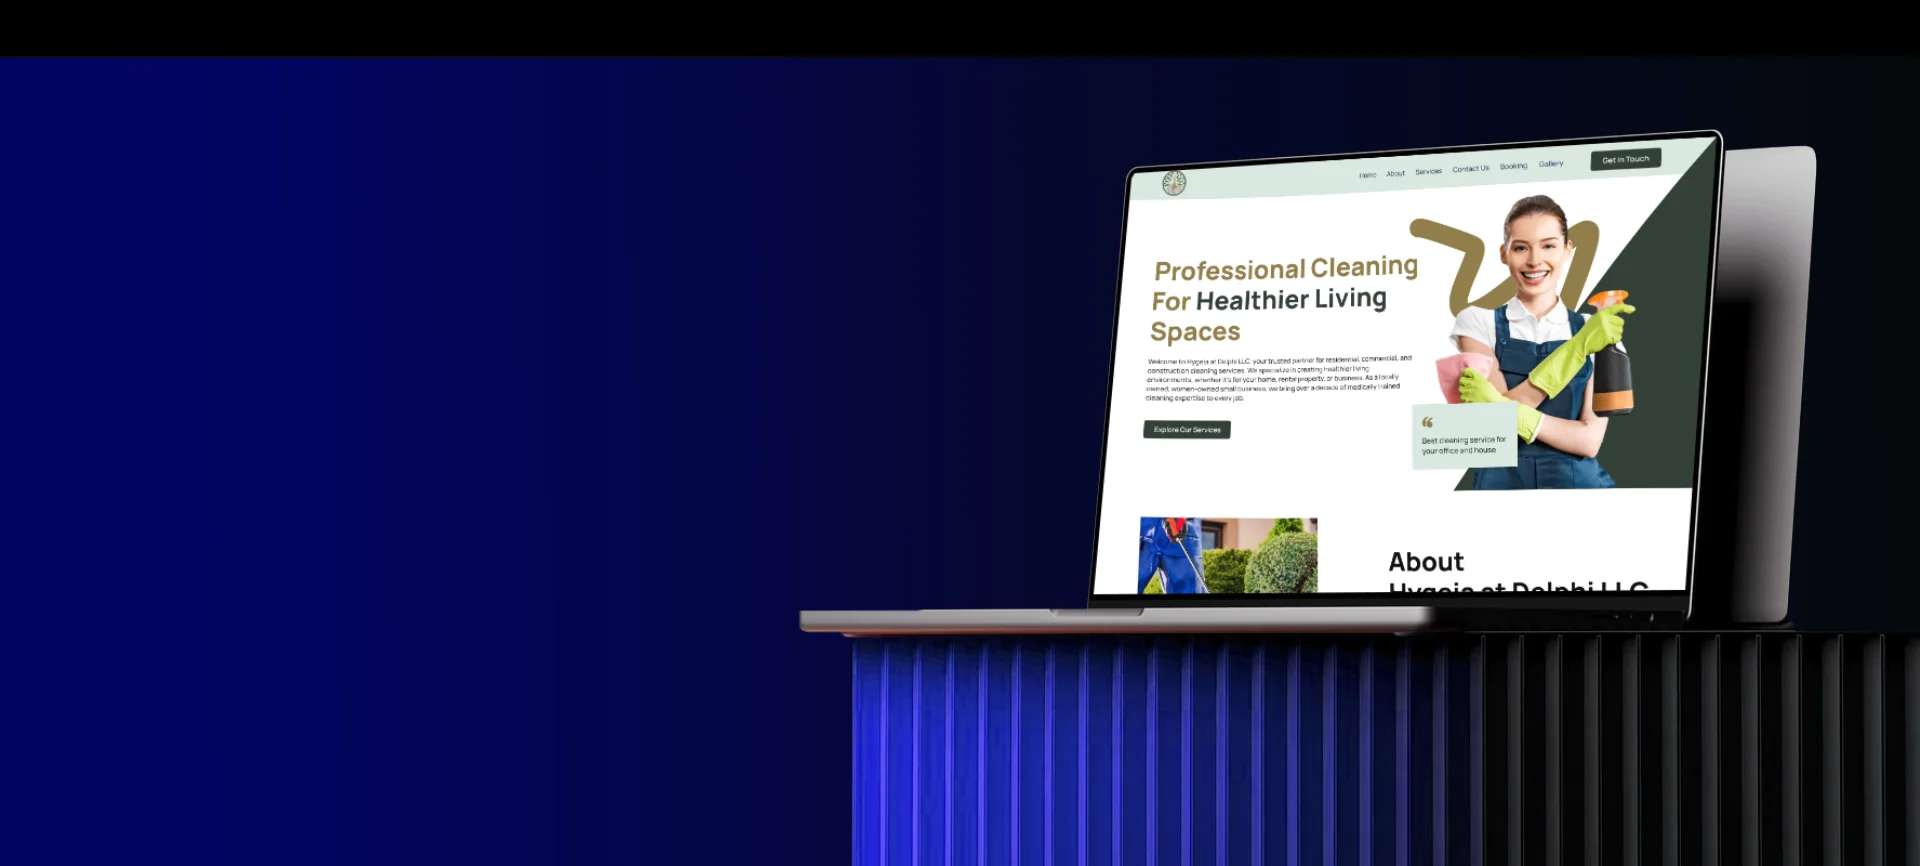 Home About Services Contact Us Booking Gallery Get In Touch
Professional Cleaning
For Healthier Living
Spaces
Welcome to Hygeia at Delphi LLC, your trusted partner for residential, commercial, and
construction cleaning services. We specialize in creating healthier living
environments, whether it's for your home, rental property, or business. As a locally
owned, women-owned small business, we bring over a decade of medically trained
cleaning expertise to every job.
Explore Our Services
“
Best cleaning service for
your office and house
About
Hygeia at Delphi LLC